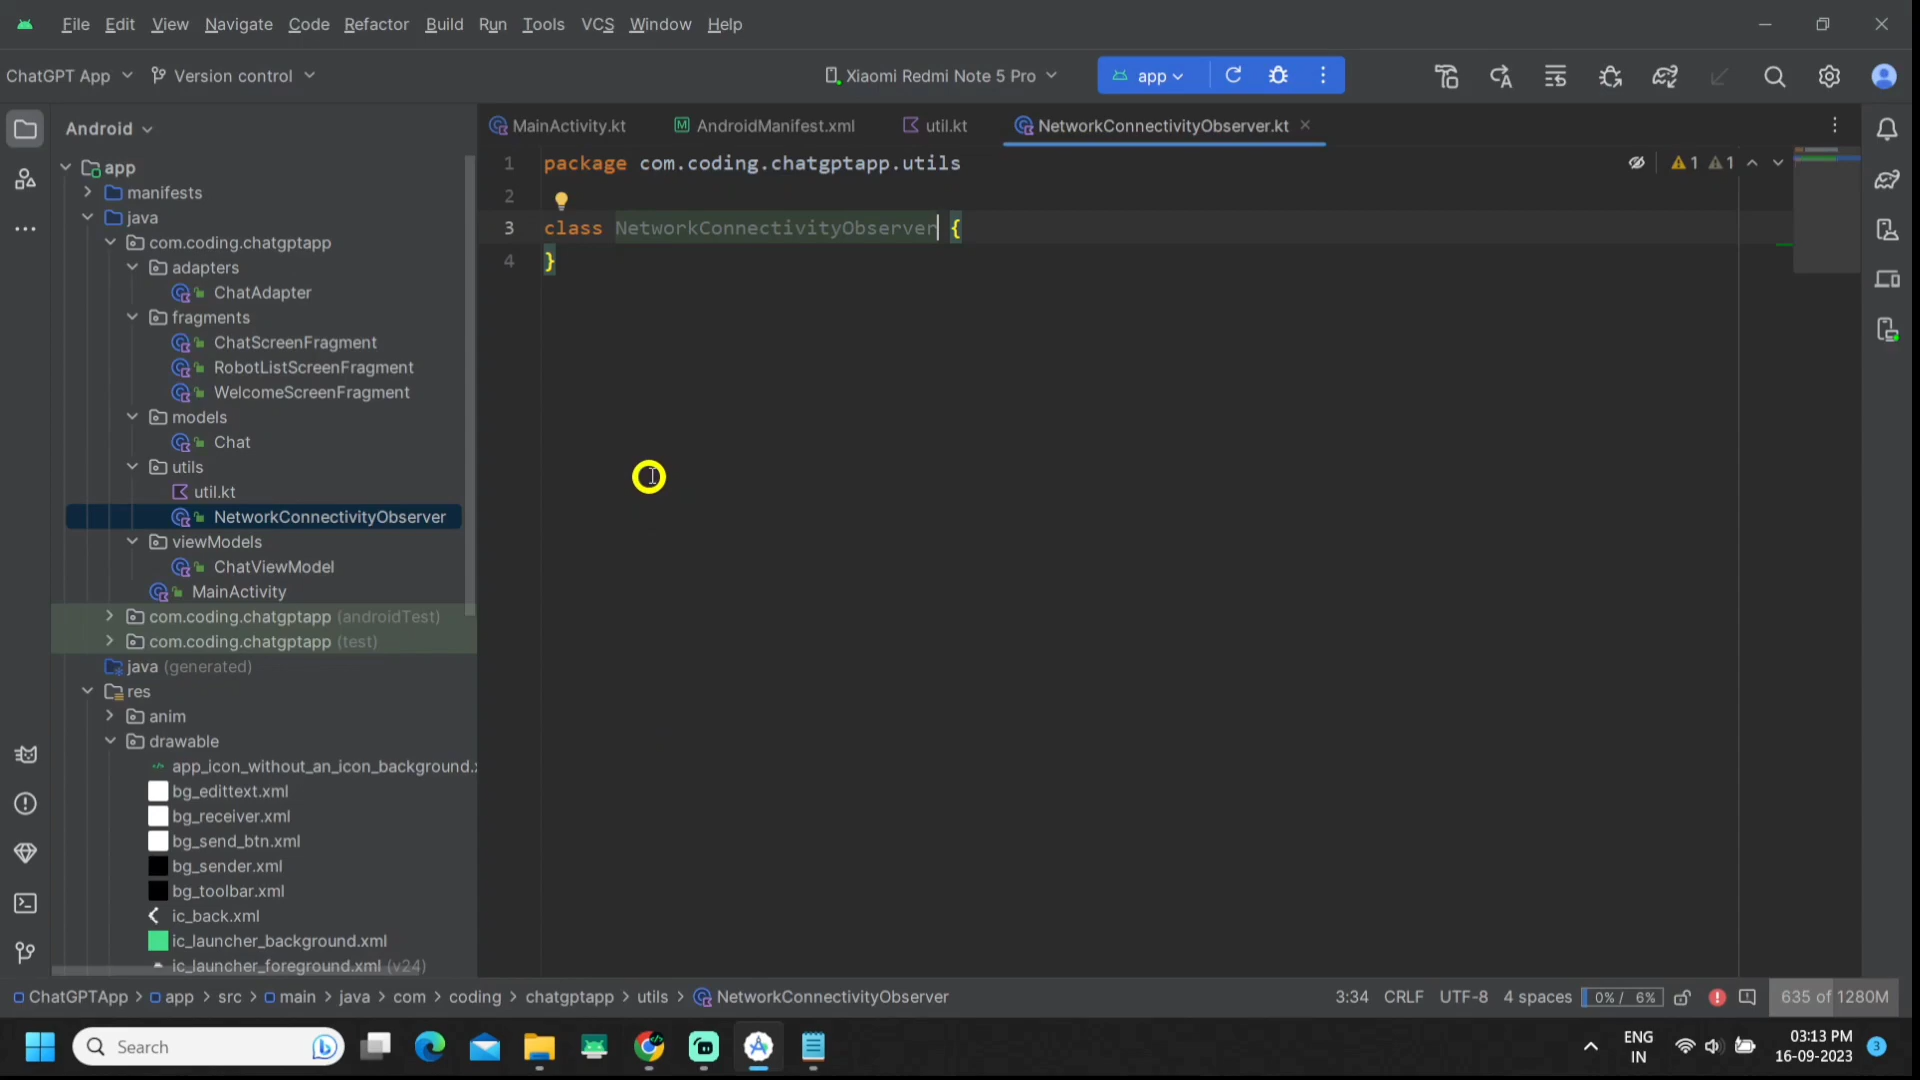 File Edit View Navigate Code Refactor Build Run Tools VCS Window Help
ChatGPT App Version control Xiaomi Redmi Note 5 Pro app
Android
MainActivity.kt AndroidManifest.xml util.kt NetworkConnectivityObserver.kt
app
manifests
java
com.coding.chatgptapp
adapters
ChatAdapter
fragments
ChatScreenFragment
RobotListScreenFragment
WelcomeScreenFragment
models
Chat
utils
util.kt
NetworkConnectivityObserver
viewModels
ChatViewModel
MainActivity
com.coding.chatgptapp (androidTest)
com.coding.chatgptapp (test)
java (generated)
res
anim
drawable
app_icon_without_an_icon_background.x
bg_edittext.xml
bg_receiver.xml
bg_send_btn.xml
bg_sender.xml
bg_toolbar.xml
ic_back.xml
ic_launcher_background.xml
ic_launcher_foreground.xml (v24)
1 package com.coding.chatgptapp.utils
1 1
2
3 class NetworkConnectivityObserver {
4 }
ChatGPTApp > app > src > main > java > com > coding > chatgptapp > utils > NetworkConnectivityObserver
3:34 CRLF UTF-8 4 spaces 0% / 6% 635 of 1280M
Search
ENG
IN
03:13 PM
16-09-2023
3